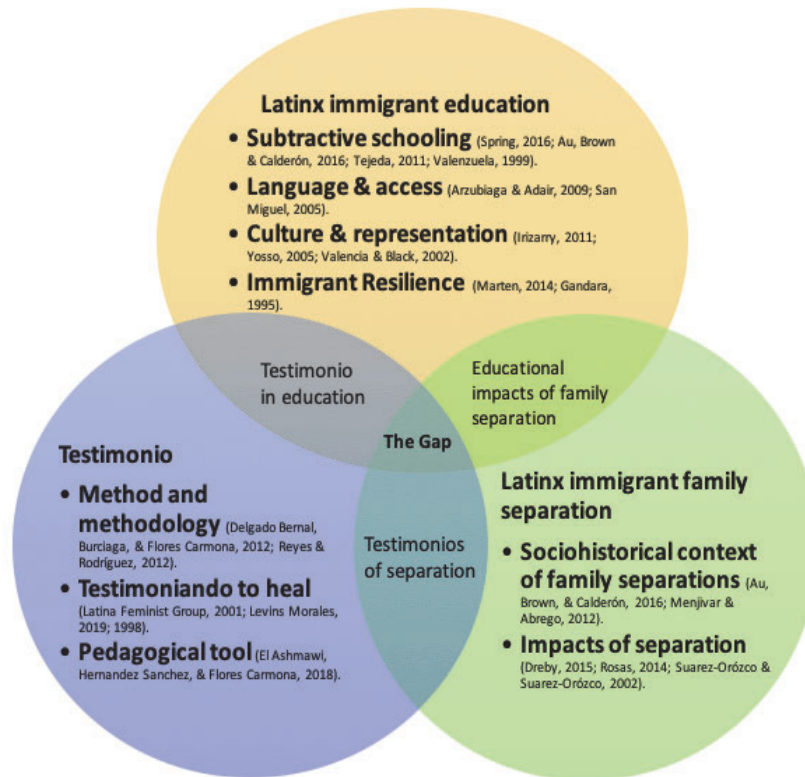 Latinx immigrant education
• Subtractive schooling (Spring, 2016; Au, Brown
& Calderón, 2016; Tejeda, 2011; Valenzuela, 1999).
• Language & access (Arzubiaga & Adair, 2009; San
Miguel, 2005).
• Culture & representation (Irizarry, 2011;
Yosso, 2005; Valencia & Black, 2002).
• Immigrant Resilience (Marten, 2014; Gandara,
1995).
Testimonio
in education
Educational
impacts of family
separation
The Gap
Testimonio
• Method and
methodology (Delgado Bernal,
Burciaga, & Flores Carmona, 2012; Reyes &
Rodríguez, 2012).
• Testimoniando to heal
(Latina Feminist Group, 2001; Levins Morales,
2019; 1998).
• Pedagogical tool (El Ashmawi,
Hernandez Sanchez, & Flores Carmona, 2018).
Testimonios
of separation
Latinx immigrant family
separation
• Sociohistorical context
of family separations (Au,
Brown, & Calderón, 2016; Menjivar &
Abrego, 2012).
• Impacts of separation
(Dreby, 2015; Rosas, 2014; Suarez-Orózco &
Suarez-Orózco, 2002).